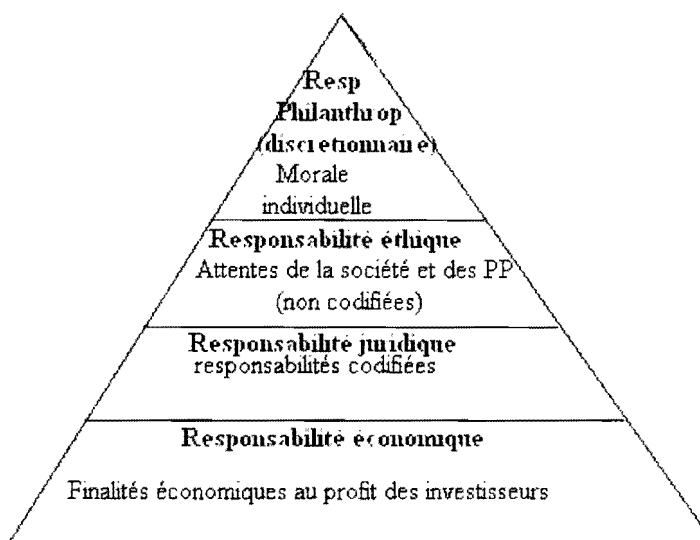 Resp
Philanthrop
(discretionnaire)
Morale
individuelle
Responsabilité éthique
Attentes de la société et des PP
(non codifiées)
Responsabilité juridique
responsabilités codifiées
Responsabilité économique
Finalités économiques au profit des investisseurs